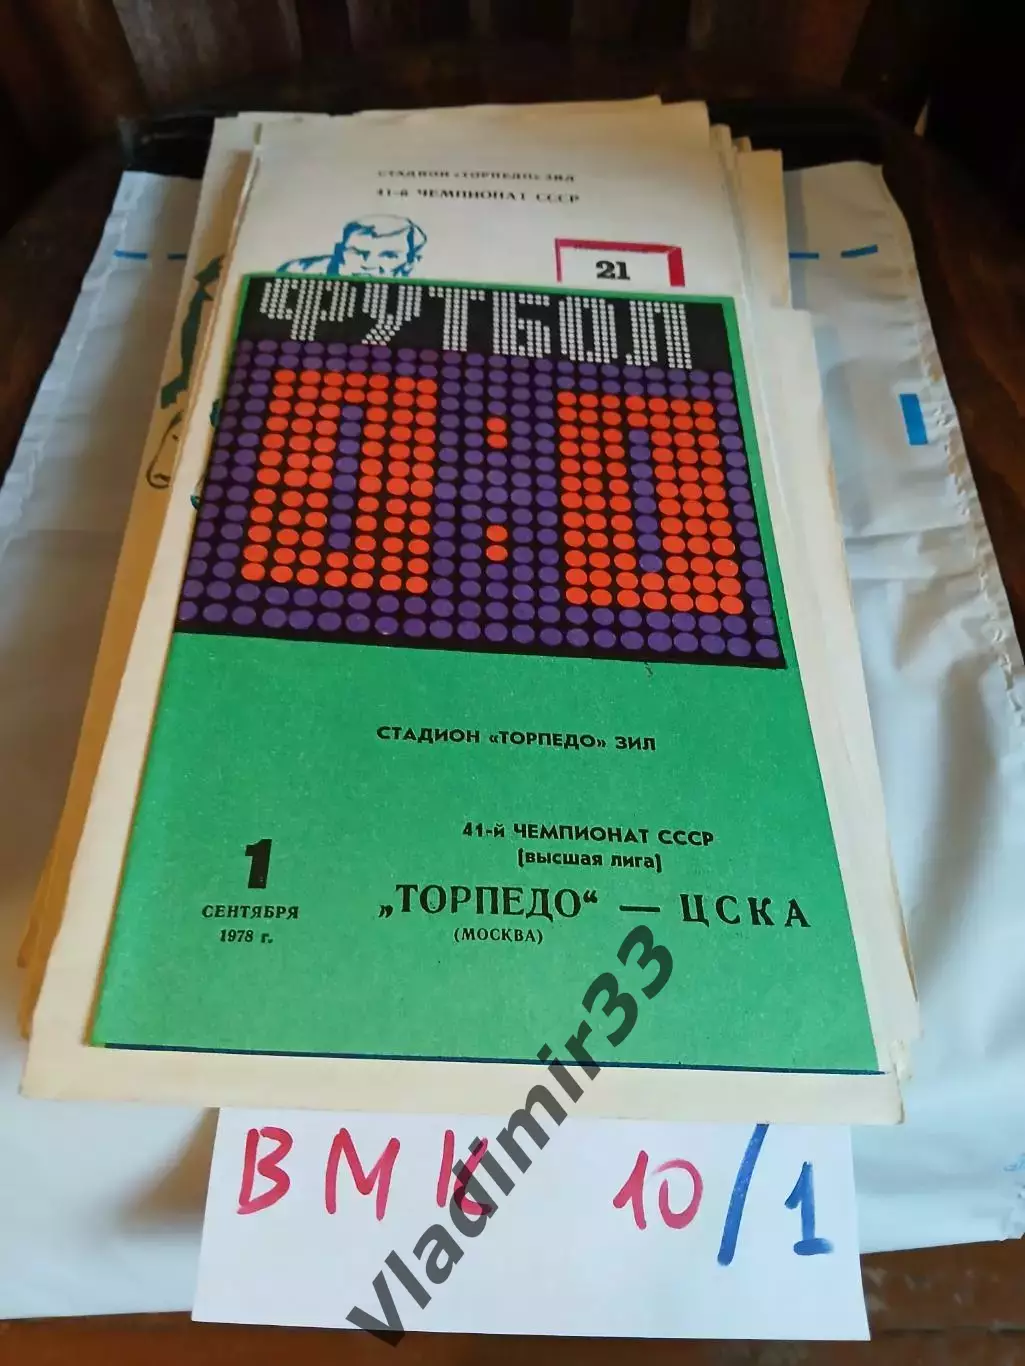 СТАДИОН «ТОРПЕДО» ЗИЛ
41-й ЧЕМПИОНАТ СССР
21
ФУТБОЛ
0:0
СТАДИОН «ТОРПЕДО» ЗИЛ
41-й ЧЕМПИОНАТ СССР
(высшая лига)
1
СЕНТЯБРЯ
1978 г.
„ТОРПЕДО“ — ЦСКА
(МОСКВА)
ВМК 10/1
Vladimir33